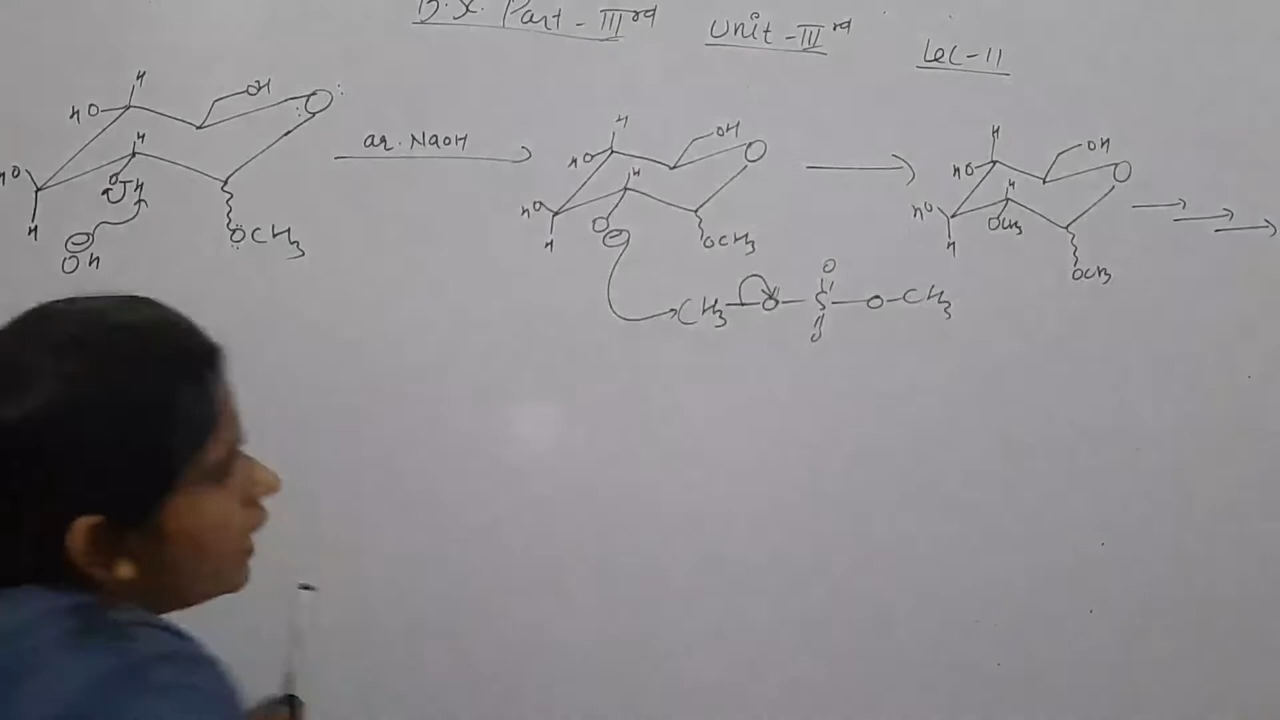 B.Sc. Part-IIIrd Unit-IIIrd Lec-11
H
HO
OH
O
H
HO
O H
H
⊖
OH
OCH3
aq. NaOH
H
HO
OH
O
H
HO
O
⊖
H
OCH3
CH3-O-S-O-CH3
O
O
H
HO
OH
O
H
HO
OCH3
H
OCH3